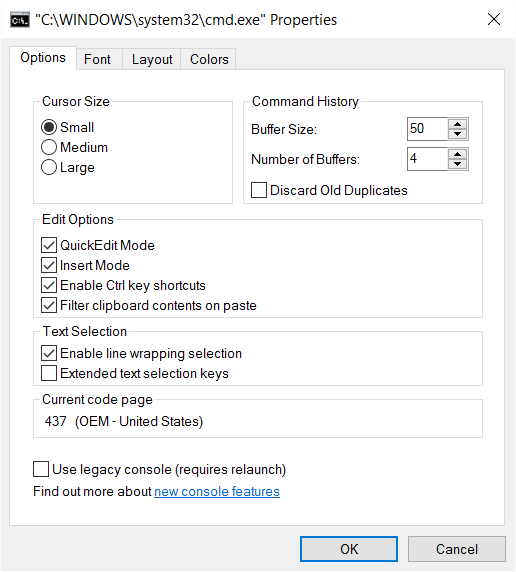 "C:\WINDOWS\system32\cmd.exe" Properties
Options Font Layout Colors
Cursor Size
Small
Medium
Large
Command History
Buffer Size: 50
Number of Buffers: 4
Discard Old Duplicates
Edit Options
QuickEdit Mode
Insert Mode
Enable Ctrl key shortcuts
Filter clipboard contents on paste
Text Selection
Enable line wrapping selection
Extended text selection keys
Current code page
437 (OEM - United States)
Use legacy console (requires relaunch)
Find out more about new console features
OK Cancel